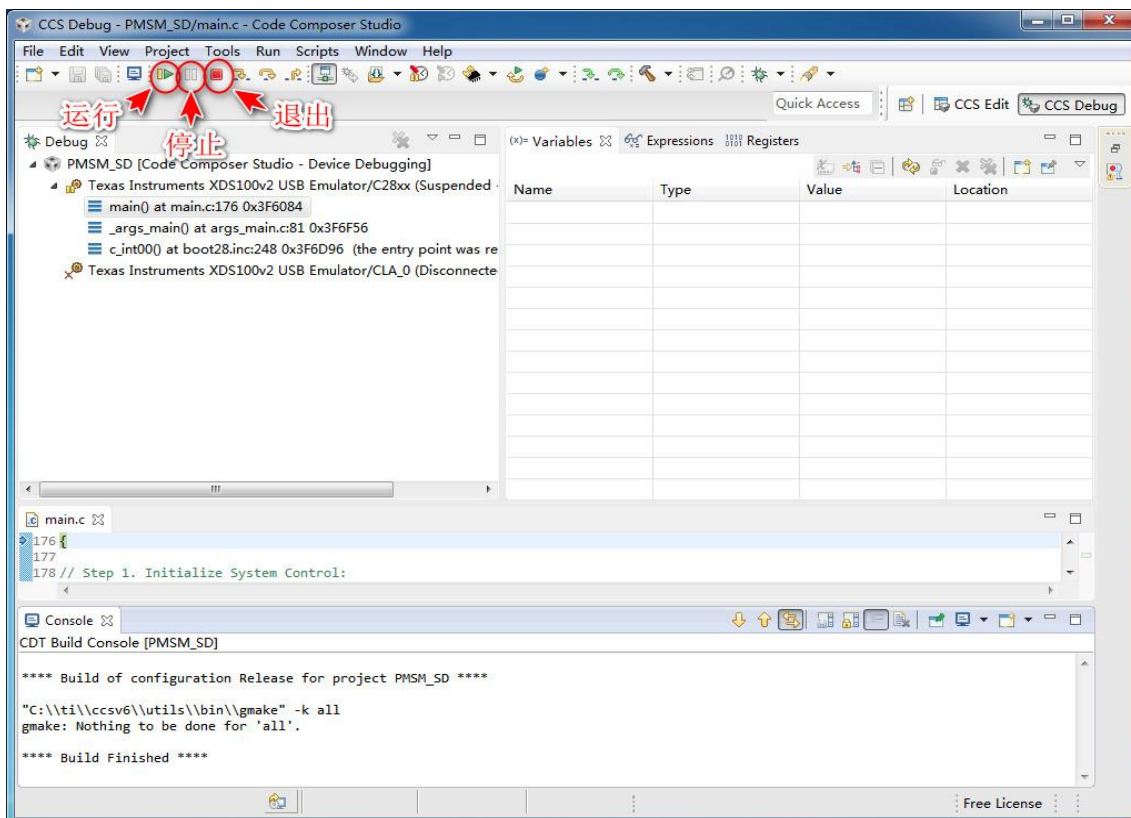 CCS Debug - PMSM_SD/main.c - Code Composer Studio
File Edit View Project Tools Run Scripts Window Help
运行
停止
退出
Quick Access
CCS Edit
CCS Debug
Debug
PMSM_SD [Code Composer Studio - Device Debugging]
Texas Instruments XDS100v2 USB Emulator/C28xx (Suspended -
main() at main.c:176 0x3F6084
_args_main() at args_main.c:81 0x3F6F56
c_int00() at boot28.inc:248 0x3F6D96 (the entry point was re
Texas Instruments XDS100v2 USB Emulator/CLA_0 (Disconnecte
(x)= Variables
Expressions
1010 0101 Registers
Name Type Value Location
main.c
176 {
177
178 // Step 1. Initialize System Control:
Console
CDT Build Console [PMSM_SD]
**** Build of configuration Release for project PMSM_SD ****
"C:\\ti\\ccsv6\\utils\\bin\\gmake" -k all
gmake: Nothing to be done for 'all'.
**** Build Finished ****
Free License